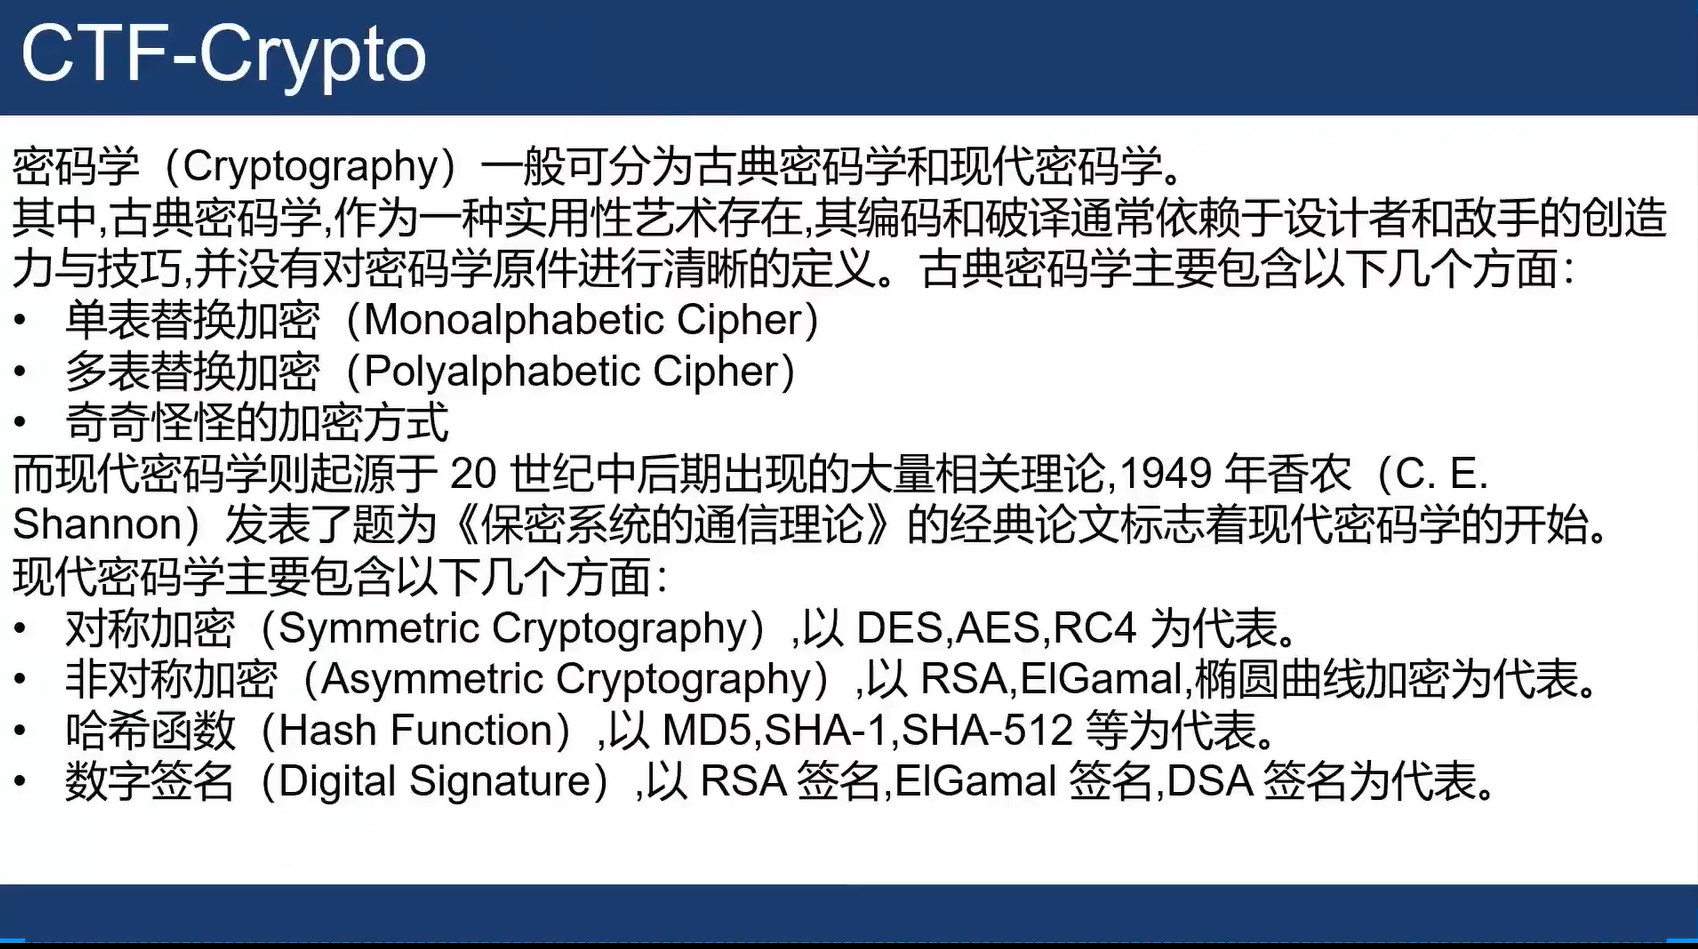 CTF-Crypto
密码学（Cryptography）一般可分为古典密码学和现代密码学。
其中,古典密码学,作为一种实用性艺术存在,其编码和破译通常依赖于设计者和敌手的创造
力与技巧,并没有对密码学原件进行清晰的定义。古典密码学主要包含以下几个方面：
• 单表替换加密（Monoalphabetic Cipher）
• 多表替换加密（Polyalphabetic Cipher）
• 奇奇怪怪的加密方式
而现代密码学则起源于 20 世纪中后期出现的大量相关理论,1949 年香农（C. E.
Shannon）发表了题为《保密系统的通信理论》的经典论文标志着现代密码学的开始。
现代密码学主要包含以下几个方面：
• 对称加密（Symmetric Cryptography）,以 DES,AES,RC4 为代表。
• 非对称加密（Asymmetric Cryptography）,以 RSA,ElGamal,椭圆曲线加密为代表。
• 哈希函数（Hash Function）,以 MD5,SHA-1,SHA-512 等为代表。
• 数字签名（Digital Signature）,以 RSA 签名,ElGamal 签名,DSA 签名为代表。